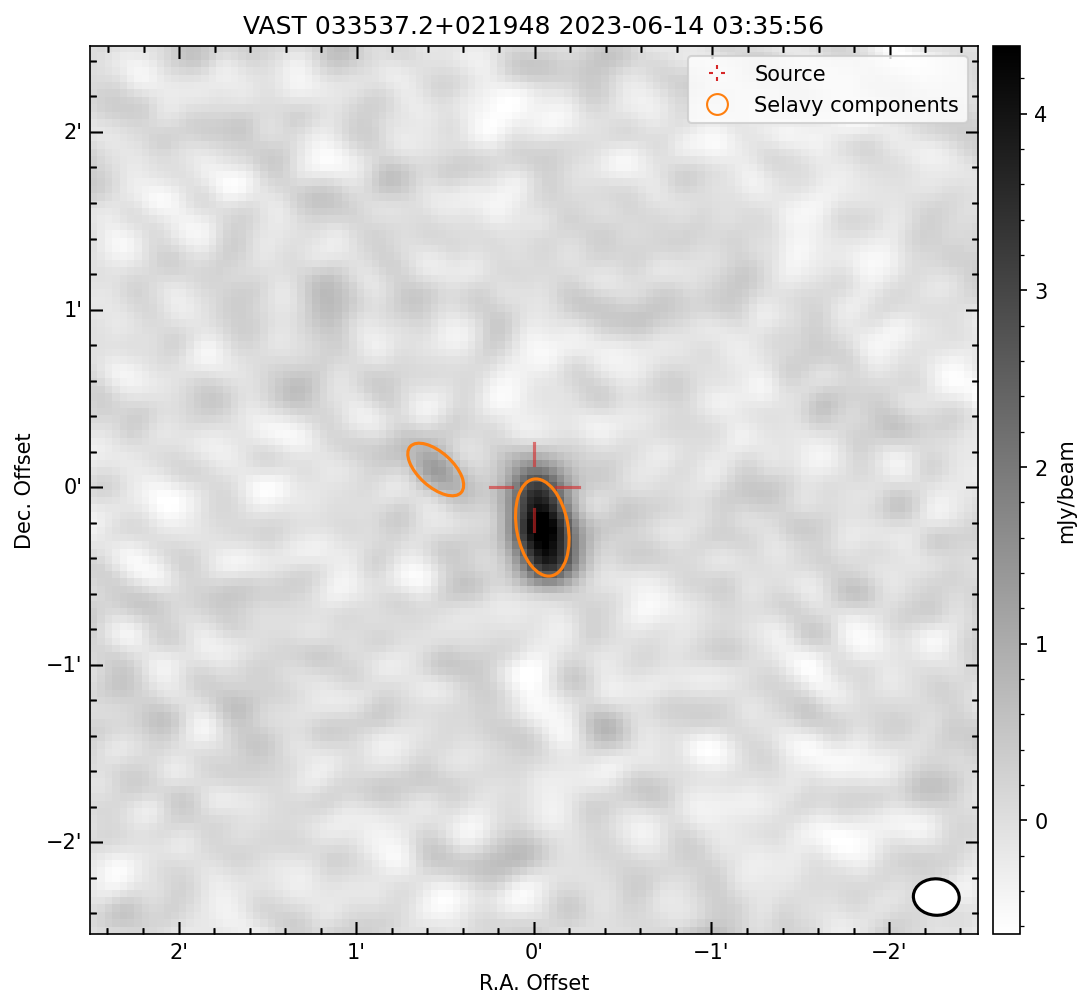 VAST 033537.2+021948 2023-06-14 03:35:56
Source
Selavy components
2'
1'
0'
−1'
−2'
Dec. Offset
2'
1'
0'
−1'
−2'
R.A. Offset
4
3
2
1
0
mJy/beam